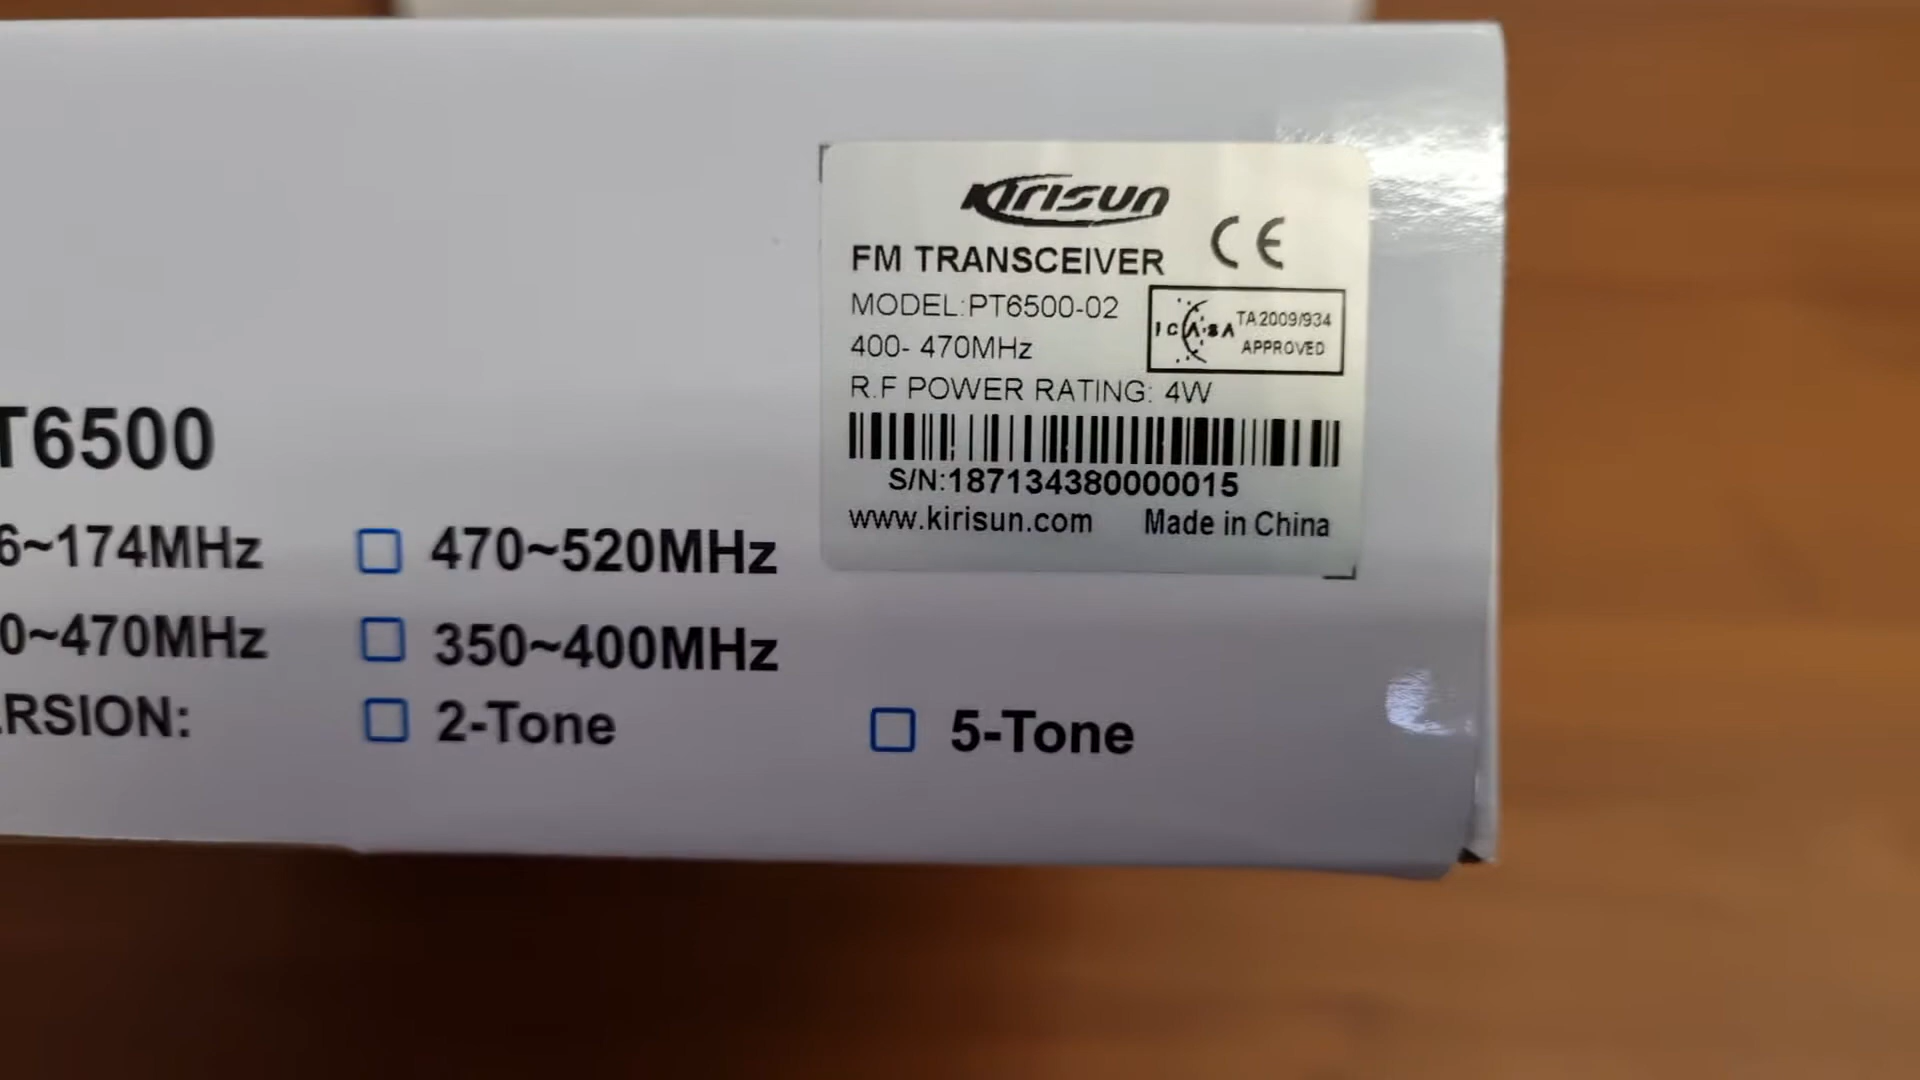 Kirisun
CE
FM TRANSCEIVER
MODEL:PT6500-02
ICASA TA2009/934
APPROVED
400- 470MHz
R.F POWER RATING: 4W
S/N:187134380000015
www.kirisun.com Made in China
T6500
6~174MHz 470~520MHz
0~470MHz 350~400MHz
RSION: 2-Tone 5-Tone